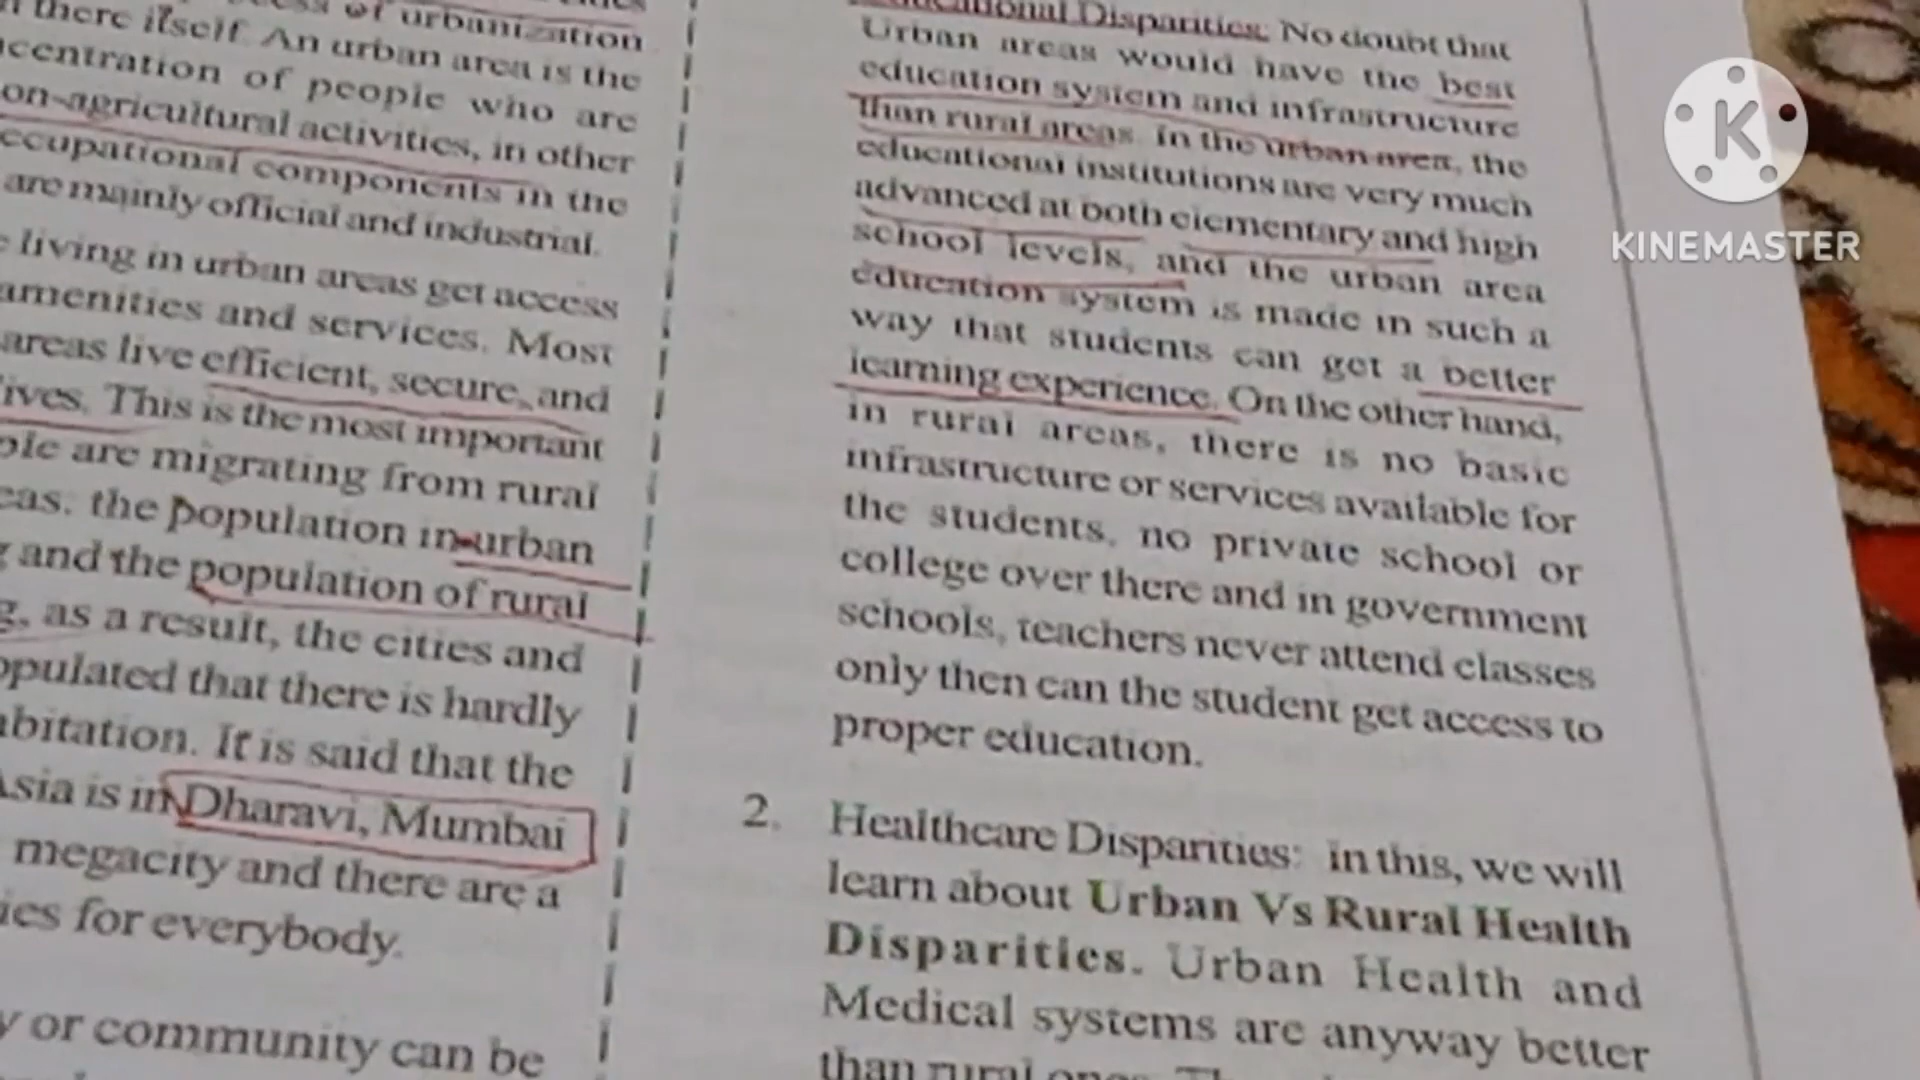 of urbanization
there itself. An urban area is the
concentration of people who are
on-agricultural activities, in other
occupational components in the
are mainly official and industrial.
living in urban areas get access
amenities and services. Most
areas live efficient, secure, and
lives. This is the most important
are migrating from rural
the population in urban
and the population of rural
as a result, the cities and
populated that there is hardly
It is said that the
Asia is in Dharavi, Mumbai
megacity and there are a
for everybody.
or community can be
Educational Disparities: No doubt that
Urban areas would have the best
education system and infrastructure
than rural areas. In the urban area, the
educational institutions are very much
advanced at both elementary and high
school levels, and the urban area
education system is made in such a
way that students can get a better
learning experience. On the other hand,
in rural areas, there is no basic
infrastructure or services available for
the students, no private school or
college over there and in government
schools, teachers never attend classes
only then can the student get access to
proper education.
2. Healthcare Disparities: in this, we will
learn about Urban Vs Rural Health
Disparities. Urban Health and
Medical systems are anyway better
than rural ones.
K
KINEMASTER